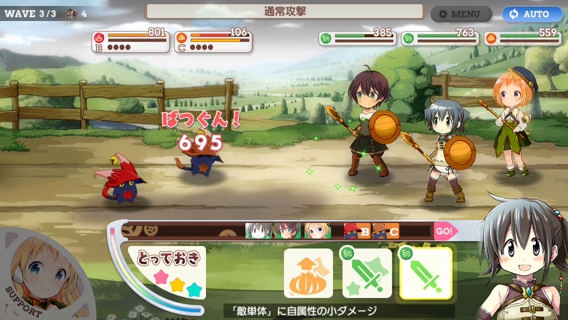 WAVE 3/3 4
通常攻撃
MENU
AUTO
801
B
106
C
385
763
559
ばつぐん!
695
B
C
GO!
とっておき
SUPPORT
「敵単体」に自属性の小ダメージ